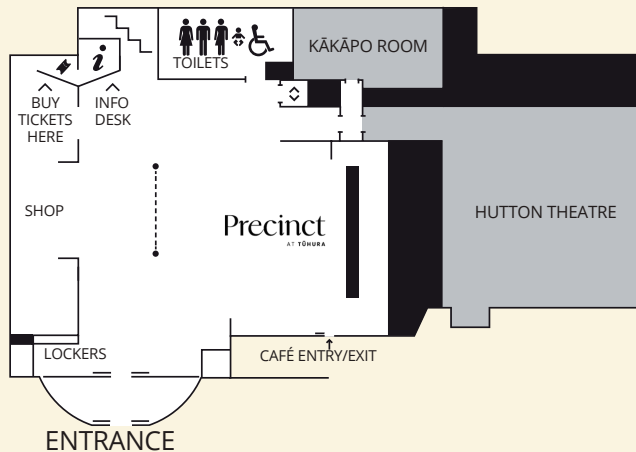 TOILETS
KĀKĀPO ROOM
BUY
TICKETS
HERE
INFO
DESK
SHOP
Precinct
AT TŪHURA
HUTTON THEATRE
LOCKERS
CAFÉ ENTRY/EXIT
ENTRANCE